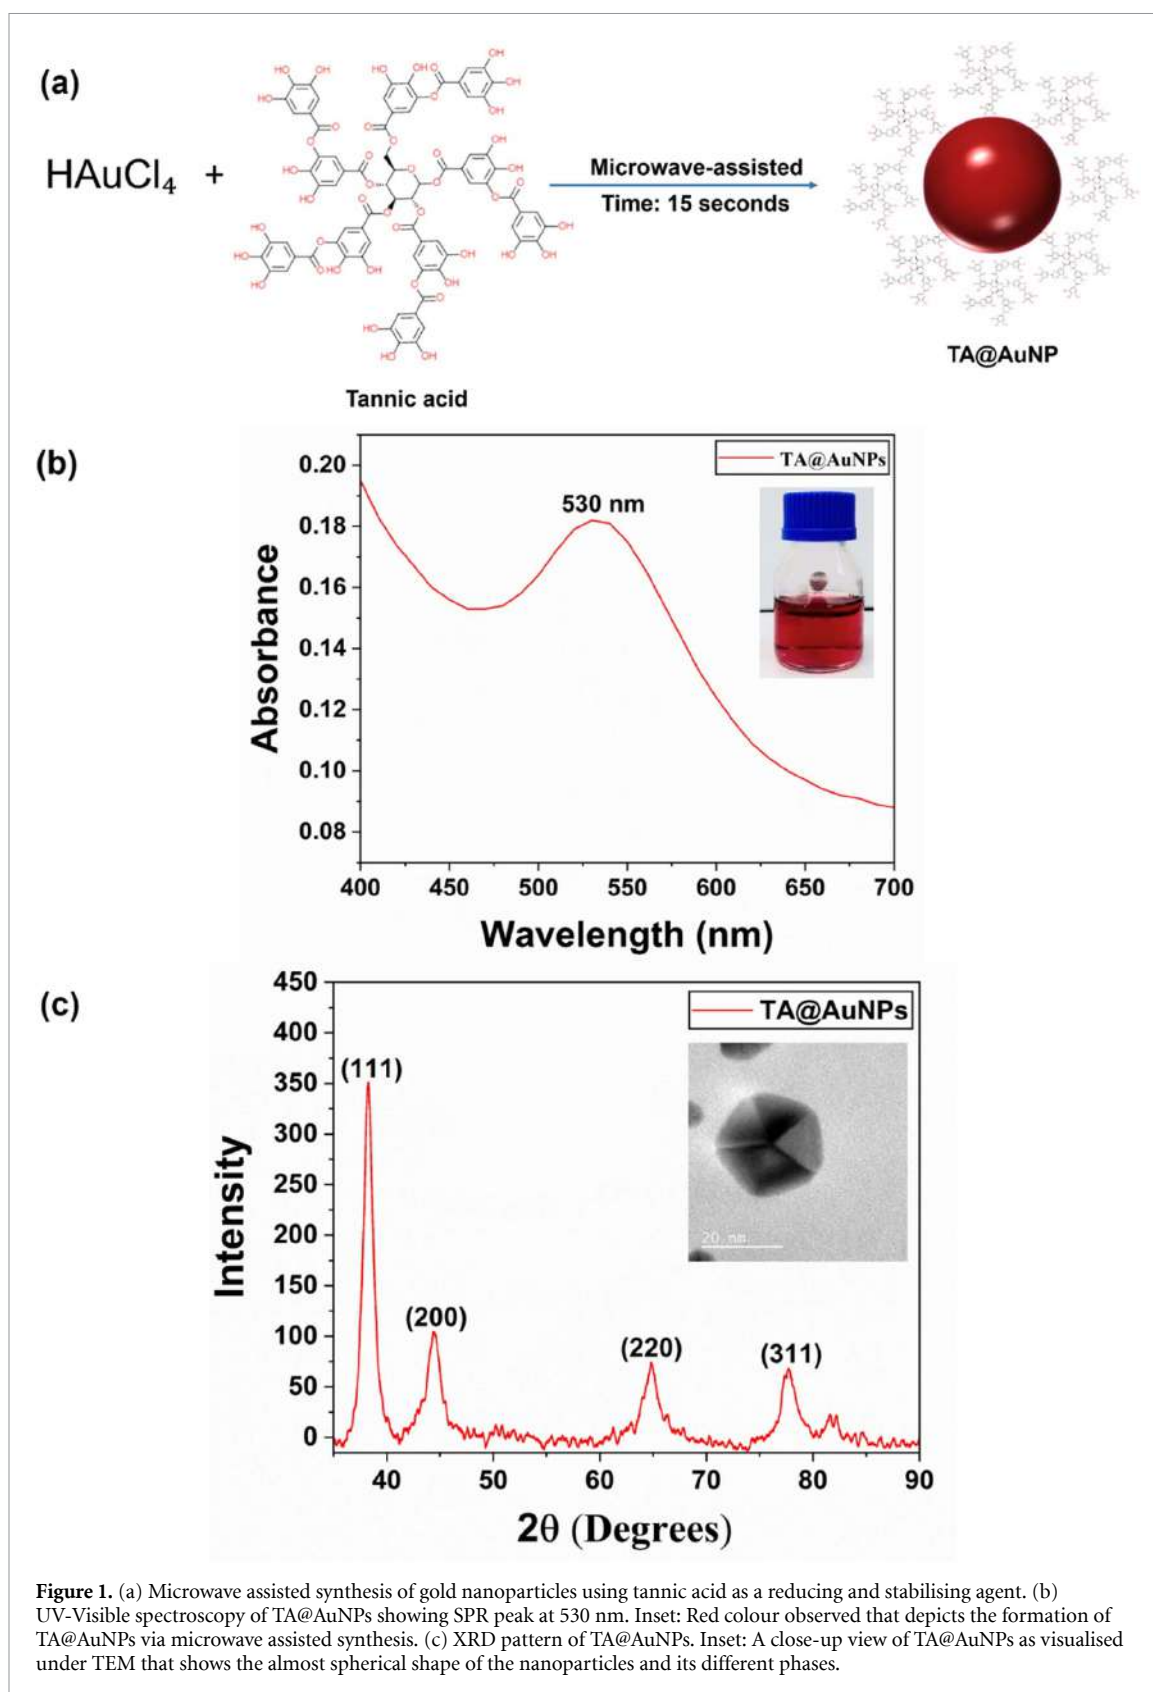 (a)
HAuCl₄ +
Microwave-assisted
Time: 15 seconds
Tannic acid
TA@AuNP
(b)
TA@AuNPs
530 nm
0.20
0.18
0.16
0.14
0.12
0.10
0.08
Absorbance
400 450 500 550 600 650 700
Wavelength (nm)
(c)
TA@AuNPs
450
400
350
300
250
200
150
100
50
0
Intensity
(111)
(200)
(220)
(311)
20 nm
40 50 60 70 80 90
2θ (Degrees)
Figure 1. (a) Microwave assisted synthesis of gold nanoparticles using tannic acid as a reducing and stabilising agent. (b)
UV-Visible spectroscopy of TA@AuNPs showing SPR peak at 530 nm. Inset: Red colour observed that depicts the formation of
TA@AuNPs via microwave assisted synthesis. (c) XRD pattern of TA@AuNPs. Inset: A close-up view of TA@AuNPs as visualised
under TEM that shows the almost spherical shape of the nanoparticles and its different phases.